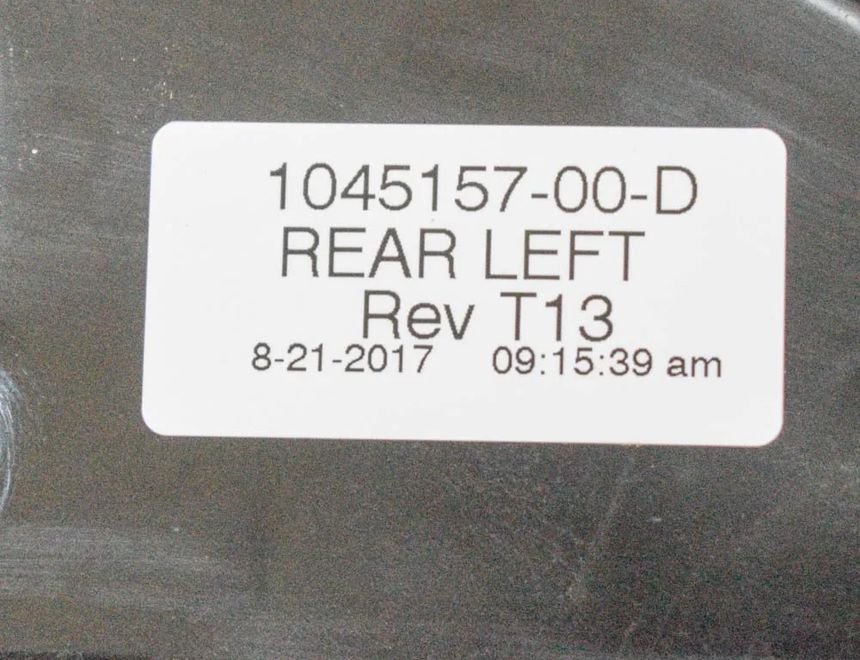 1045157-00-D
REAR LEFT
Rev T13
8-21-2017 09:15:39 am